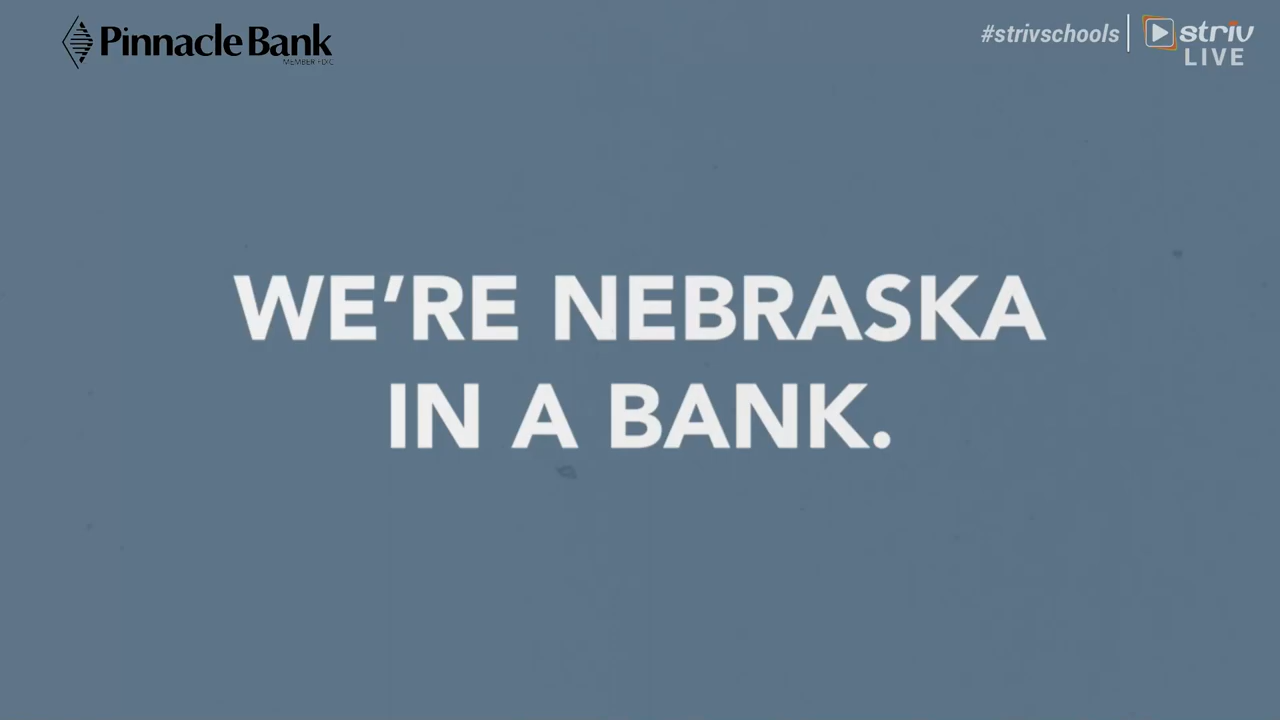 Pinnacle Bank
MEMBER FDIC
#strivschools
striv
LIVE
WE’RE NEBRASKA
IN A BANK.